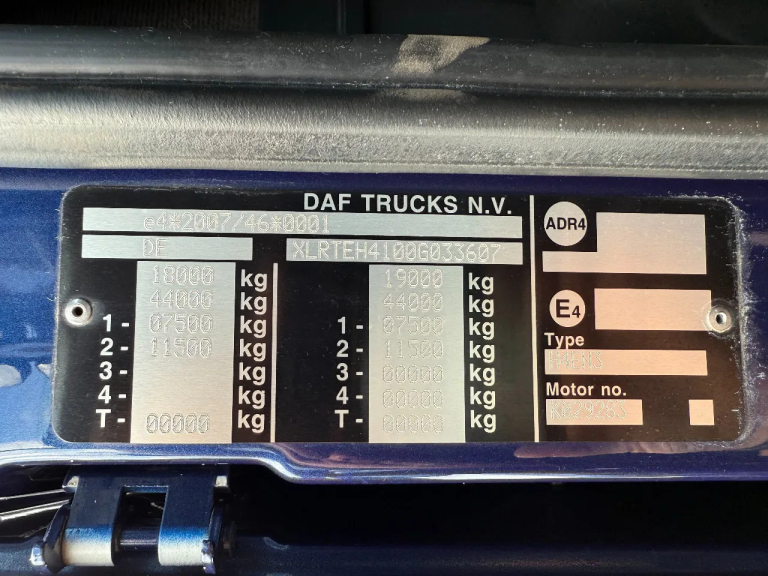 DAF TRUCKS N.V.
e4*2007/46*0001
DF XLRTEH4100G033607
18000 kg 19000 kg
44000 kg 44000 kg
1- 07500 kg 1- 07500 kg
2- 11500 kg 2- 11500 kg
3- kg 3- 00000 kg
4- kg 4- 00000 kg
T- 00000 kg T- 00000 kg
ADR4
E4
Type
Motor no.